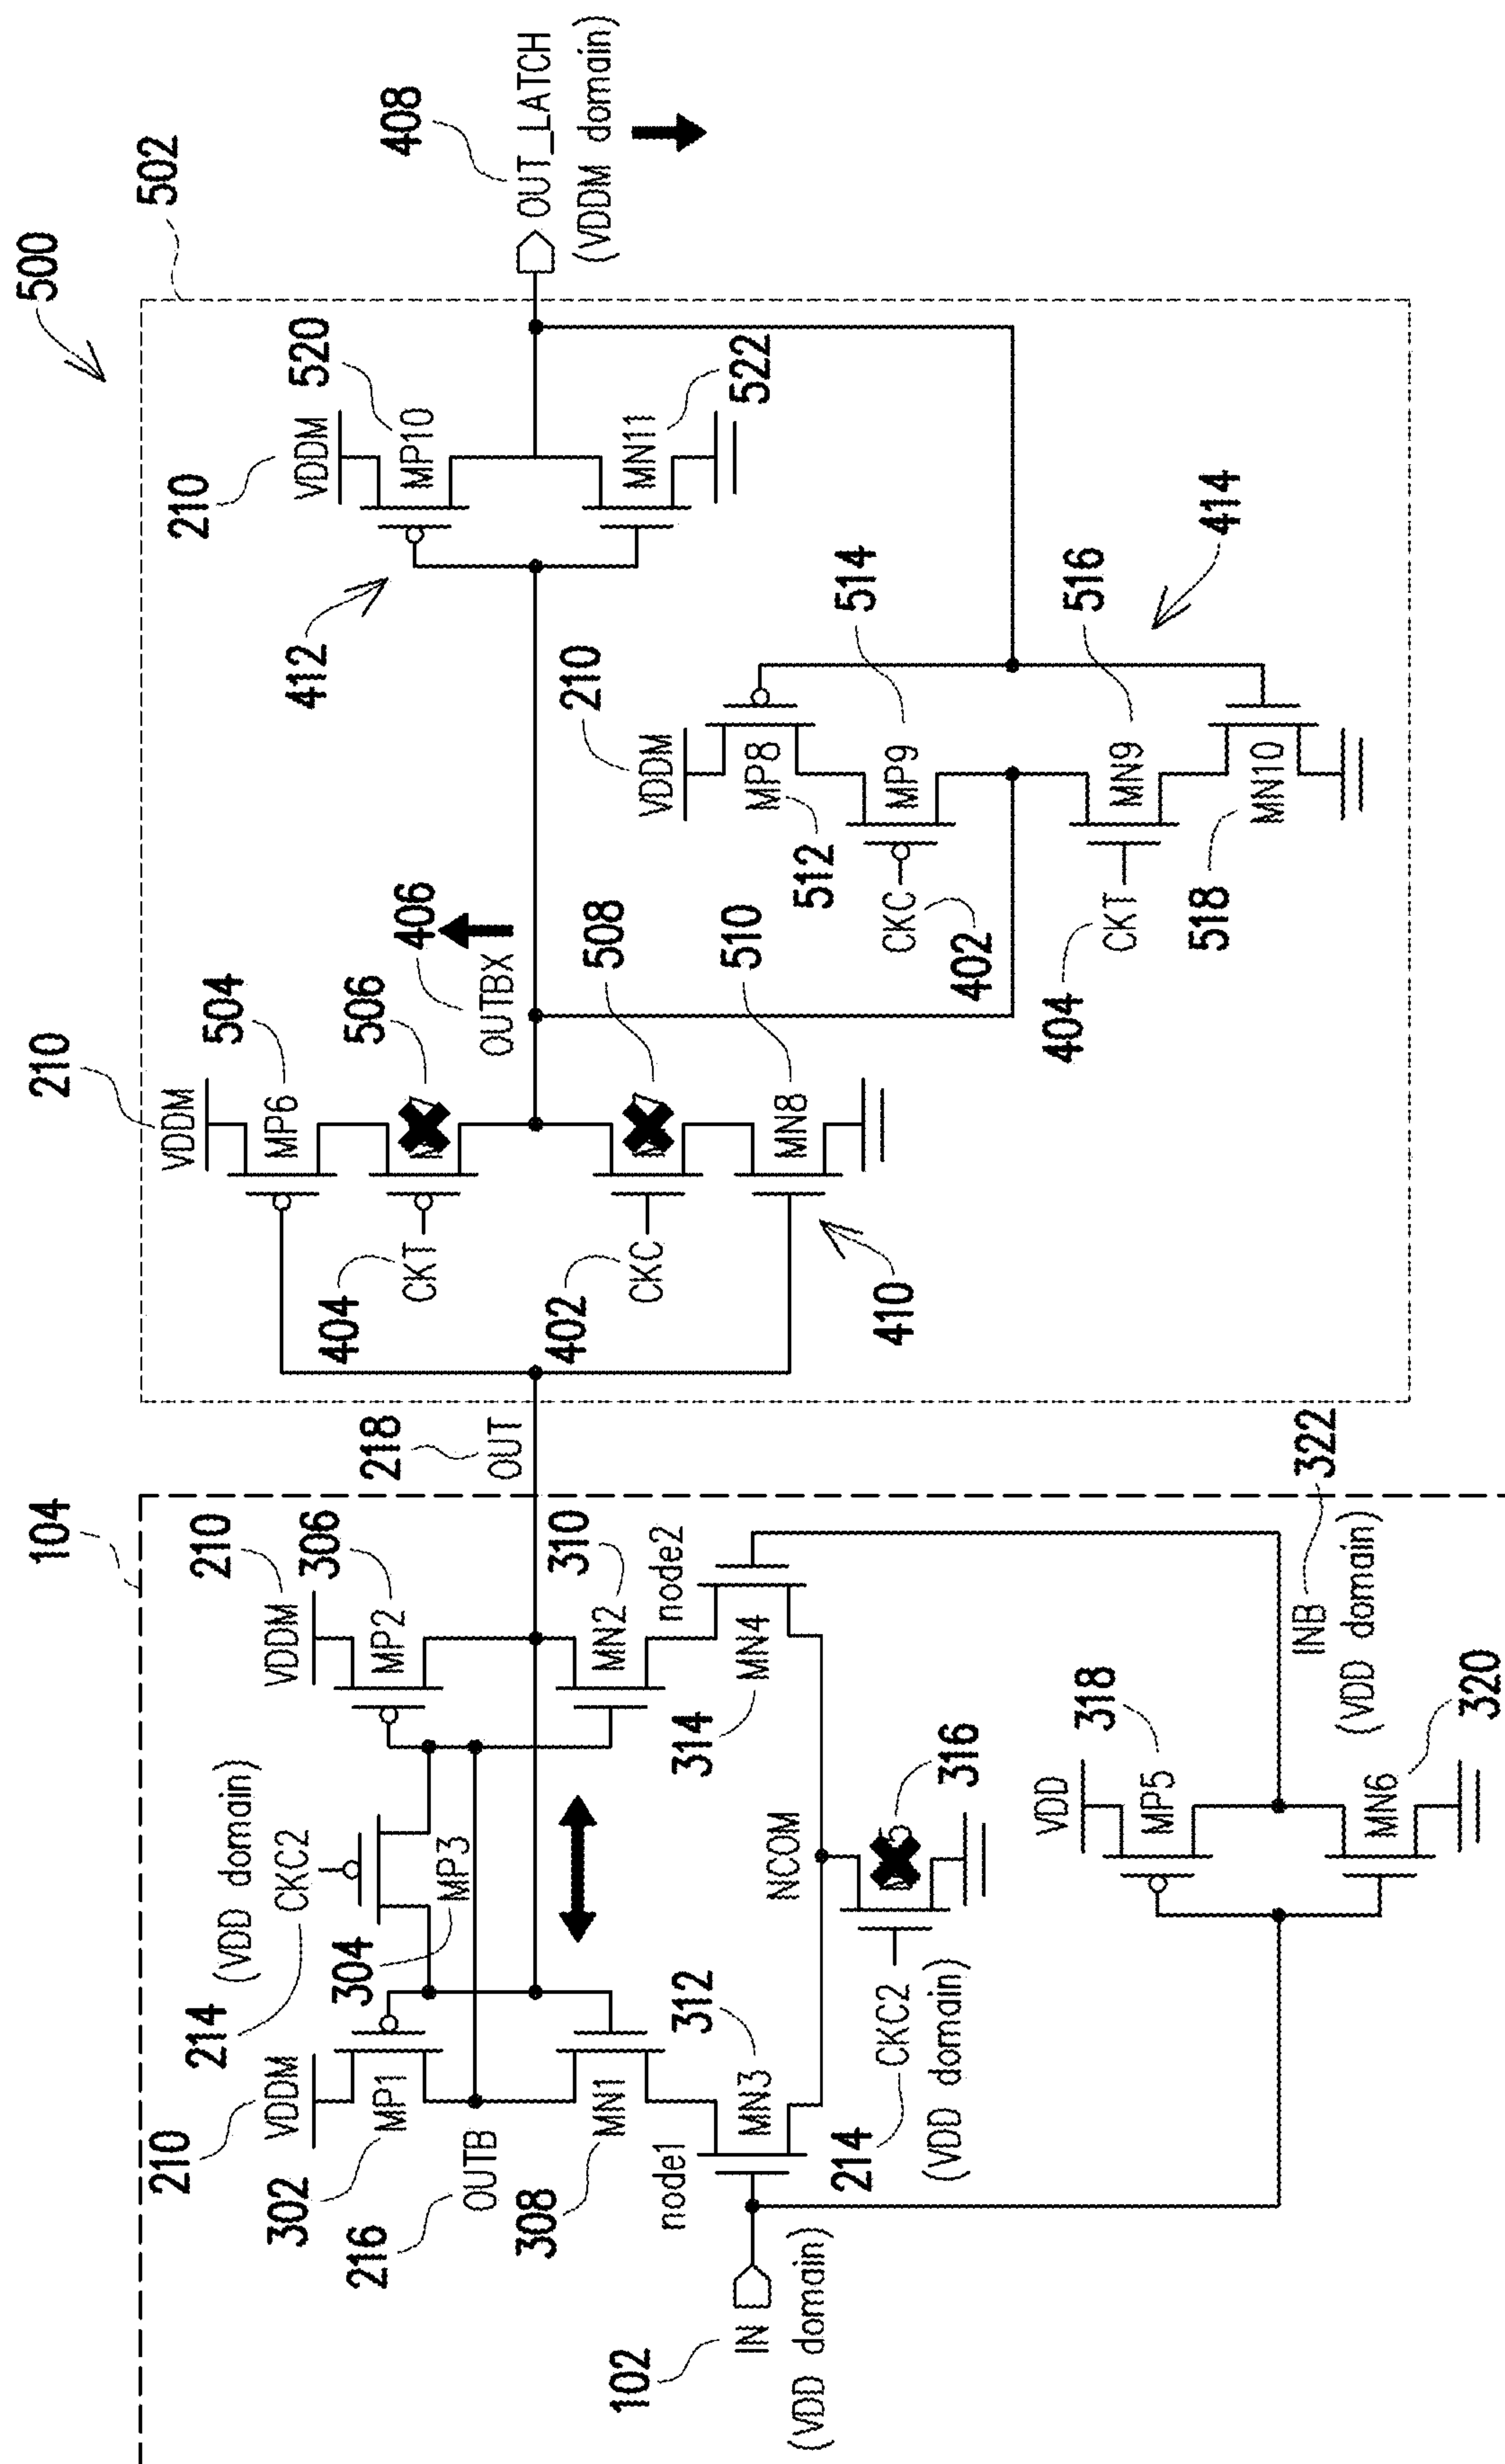 500
104
502
210
VDDM
302
MP1
216
OUTB
308
MN1
node1
312
MN3
102
IN
(VDD domain)
214
CKC2
(VDD domain)
304
MP3
210
VDDM
306
MP2
310
MN2
node2
314
MN4
NCOM
316
214
CKC2
(VDD domain)
VDD
318
MP5
320
MN6
322
INB
(VDD domain)
218
OUT
210
VDDM
504
MP6
506
404
CKT
402
CKC
508
510
MN8
410
406
OUTBX
412
210
VDDM
520
MP10
522
MN11
210
VDDM
512
MP8
514
MP9
402
CKC
404
CKT
516
MN9
518
MN10
414
408
OUT_LATCH
(VDDM domain)